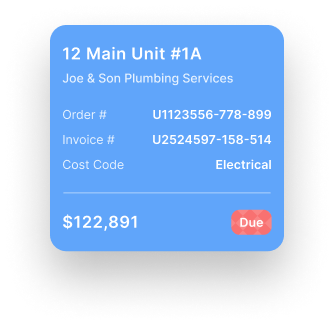 12 Main Unit #1A
Joe & Son Plumbing Services
Order # U1123556-778-899
Invoice # U2524597-158-514
Cost Code Electrical
$122,891 Due